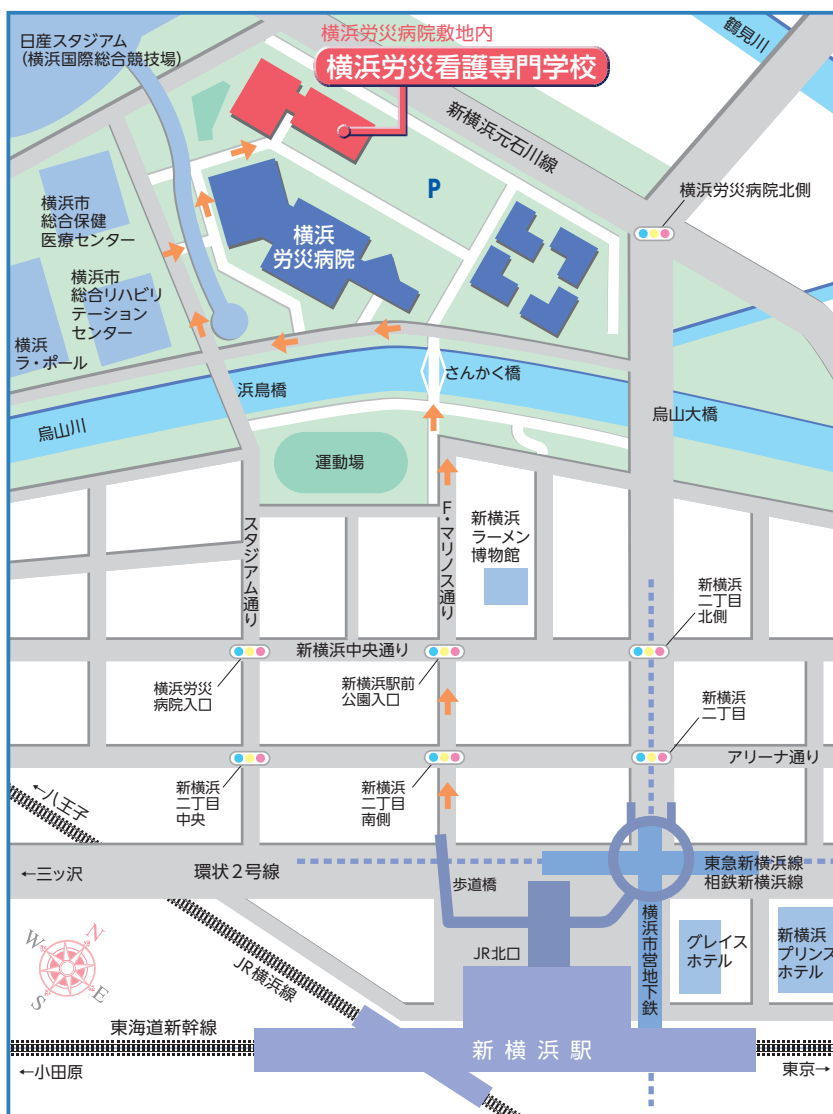 横浜労災病院敷地内
横浜労災看護専門学校
日産スタジアム
(横浜国際総合競技場)
鶴見川
新横浜元石川線
横浜労災病院北側
P
横浜市
総合保健
医療センター
横浜
労災病院
横浜市
総合リハビリ
テーション
センター
横浜
ラ・ポール
浜鳥橋
さんかく橋
鳥山川
鳥山大橋
運動場
スタジアム通り
F・マリノス通り
新横浜
ラーメン
博物館
新横浜
二丁目
北側
新横浜中央通り
横浜労災
病院入口
新横浜駅前
公園入口
新横浜
二丁目
アリーナ通り
新横浜
二丁目
中央
新横浜
二丁目
南側
←八王子
←三ッ沢
環状2号線
歩道橋
東急新横浜線
相鉄新横浜線
横浜市営地下鉄
グレイス
ホテル
新横浜
プリンス
ホテル
JR北口
N
W
S
E
JR横浜線
東海道新幹線
新横浜駅
←小田原
東京→